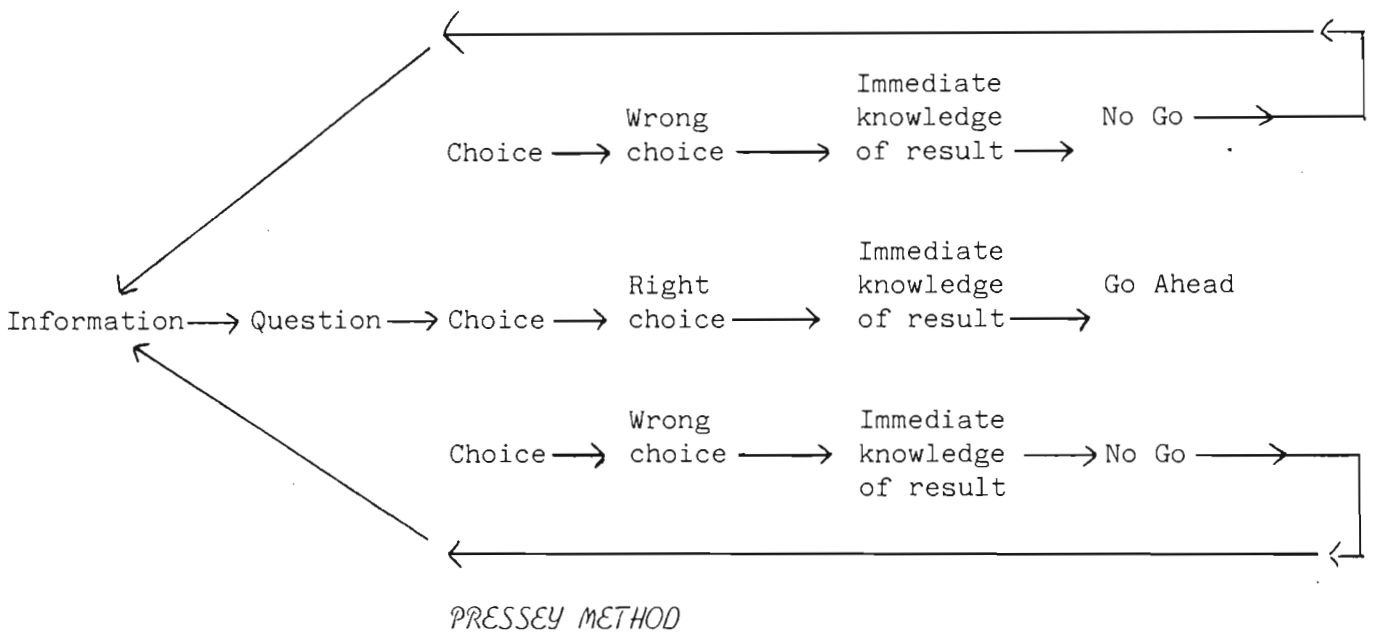 Immediate
Wrong knowledge No Go
Choice choice of result
Immediate
Right knowledge Go Ahead
Information Question Choice choice of result
Wrong Immediate
Choice choice knowledge No Go
of result
PRESSEY METHOD